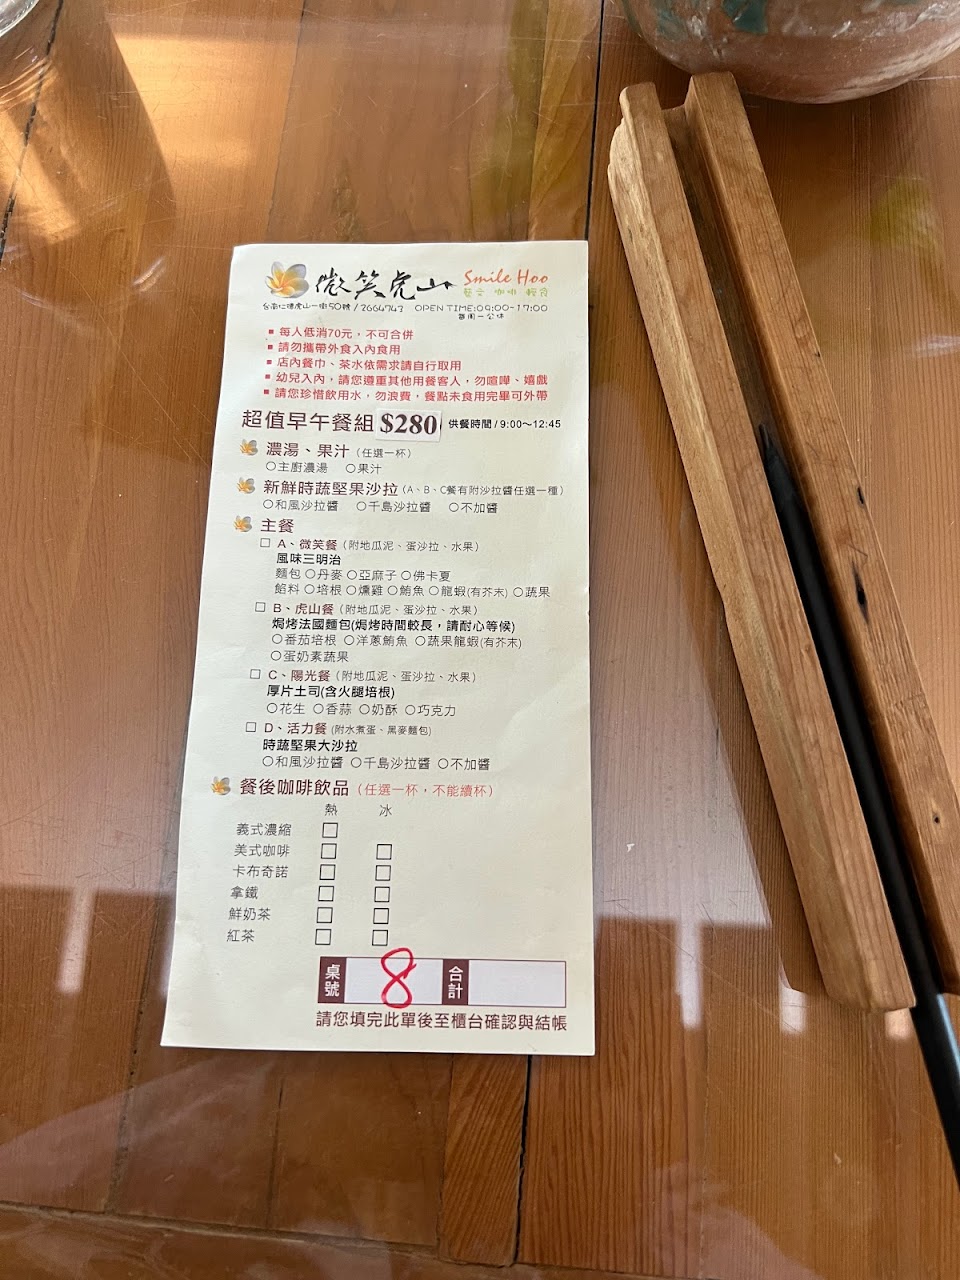 微笑虎山 Smile Hoo
藝文 咖啡 輕食
台南仁德虎山一街50號 / 2664743 OPEN TIME:09:00~17:00
普周一公休
■ 每人低消70元，不可合併
■ 請勿攜帶外食入內食用
■ 店內餐巾、茶水依需求請自行取用
■ 幼兒入內，請您遵重其他用餐客人，勿喧嘩、嬉戲
■ 請您珍惜飲用水，勿浪費，餐點未食用完畢可外帶
超值早午餐組 $280 供餐時間 / 9:00～12:45
濃湯、果汁（任選一杯）
○主廚濃湯 ○果汁
新鮮時蔬堅果沙拉（A、B、C餐有附沙拉醬任選一種）
○和風沙拉醬 ○千島沙拉醬 ○不加醬
主餐
□ A、微笑餐（附地瓜泥、蛋沙拉、水果）
風味三明治
麵包 ○丹麥 ○亞麻子 ○佛卡夏
餡料 ○培根 ○燻雞 ○鮪魚 ○龍蝦(有芥末) ○蔬果
□ B、虎山餐（附地瓜泥、蛋沙拉、水果）
焗烤法國麵包(焗烤時間較長，請耐心等候)
○番茄培根 ○洋蔥鮪魚 ○蔬果龍蝦(有芥末)
○蛋奶素蔬果
□ C、陽光餐（附地瓜泥、蛋沙拉、水果）
厚片土司(含火腿培根)
○花生 ○香蒜 ○奶酥 ○巧克力
□ D、活力餐 (附水煮蛋、黑麥麵包)
時蔬堅果大沙拉
○和風沙拉醬 ○千島沙拉醬 ○不加醬
餐後咖啡飲品（任選一杯，不能續杯）
熱 冰
義式濃縮 □
美式咖啡 □ □
卡布奇諾 □ □
拿鐵 □ □
鮮奶茶 □ □
紅茶 □ □
桌號 8 合計
請您填完此單後至櫃台確認與結帳